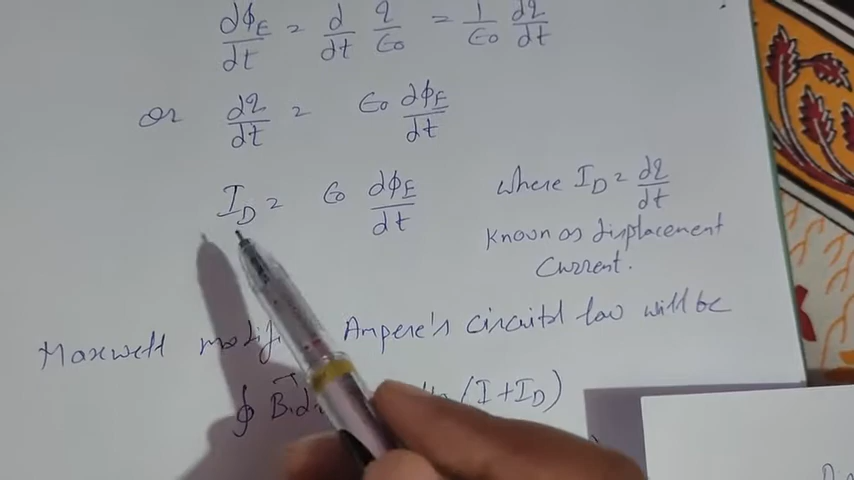 dφE/dt = d/dt q/ϵ0 = 1/ϵ0 dq/dt
or dq/dt = ϵ0 dφE/dt
ID = ϵ0 dφE/dt where ID = dq/dt
Known as displacement
Current.
Maxwell Ampere's circuital law will be
∮ B. (I+ID)